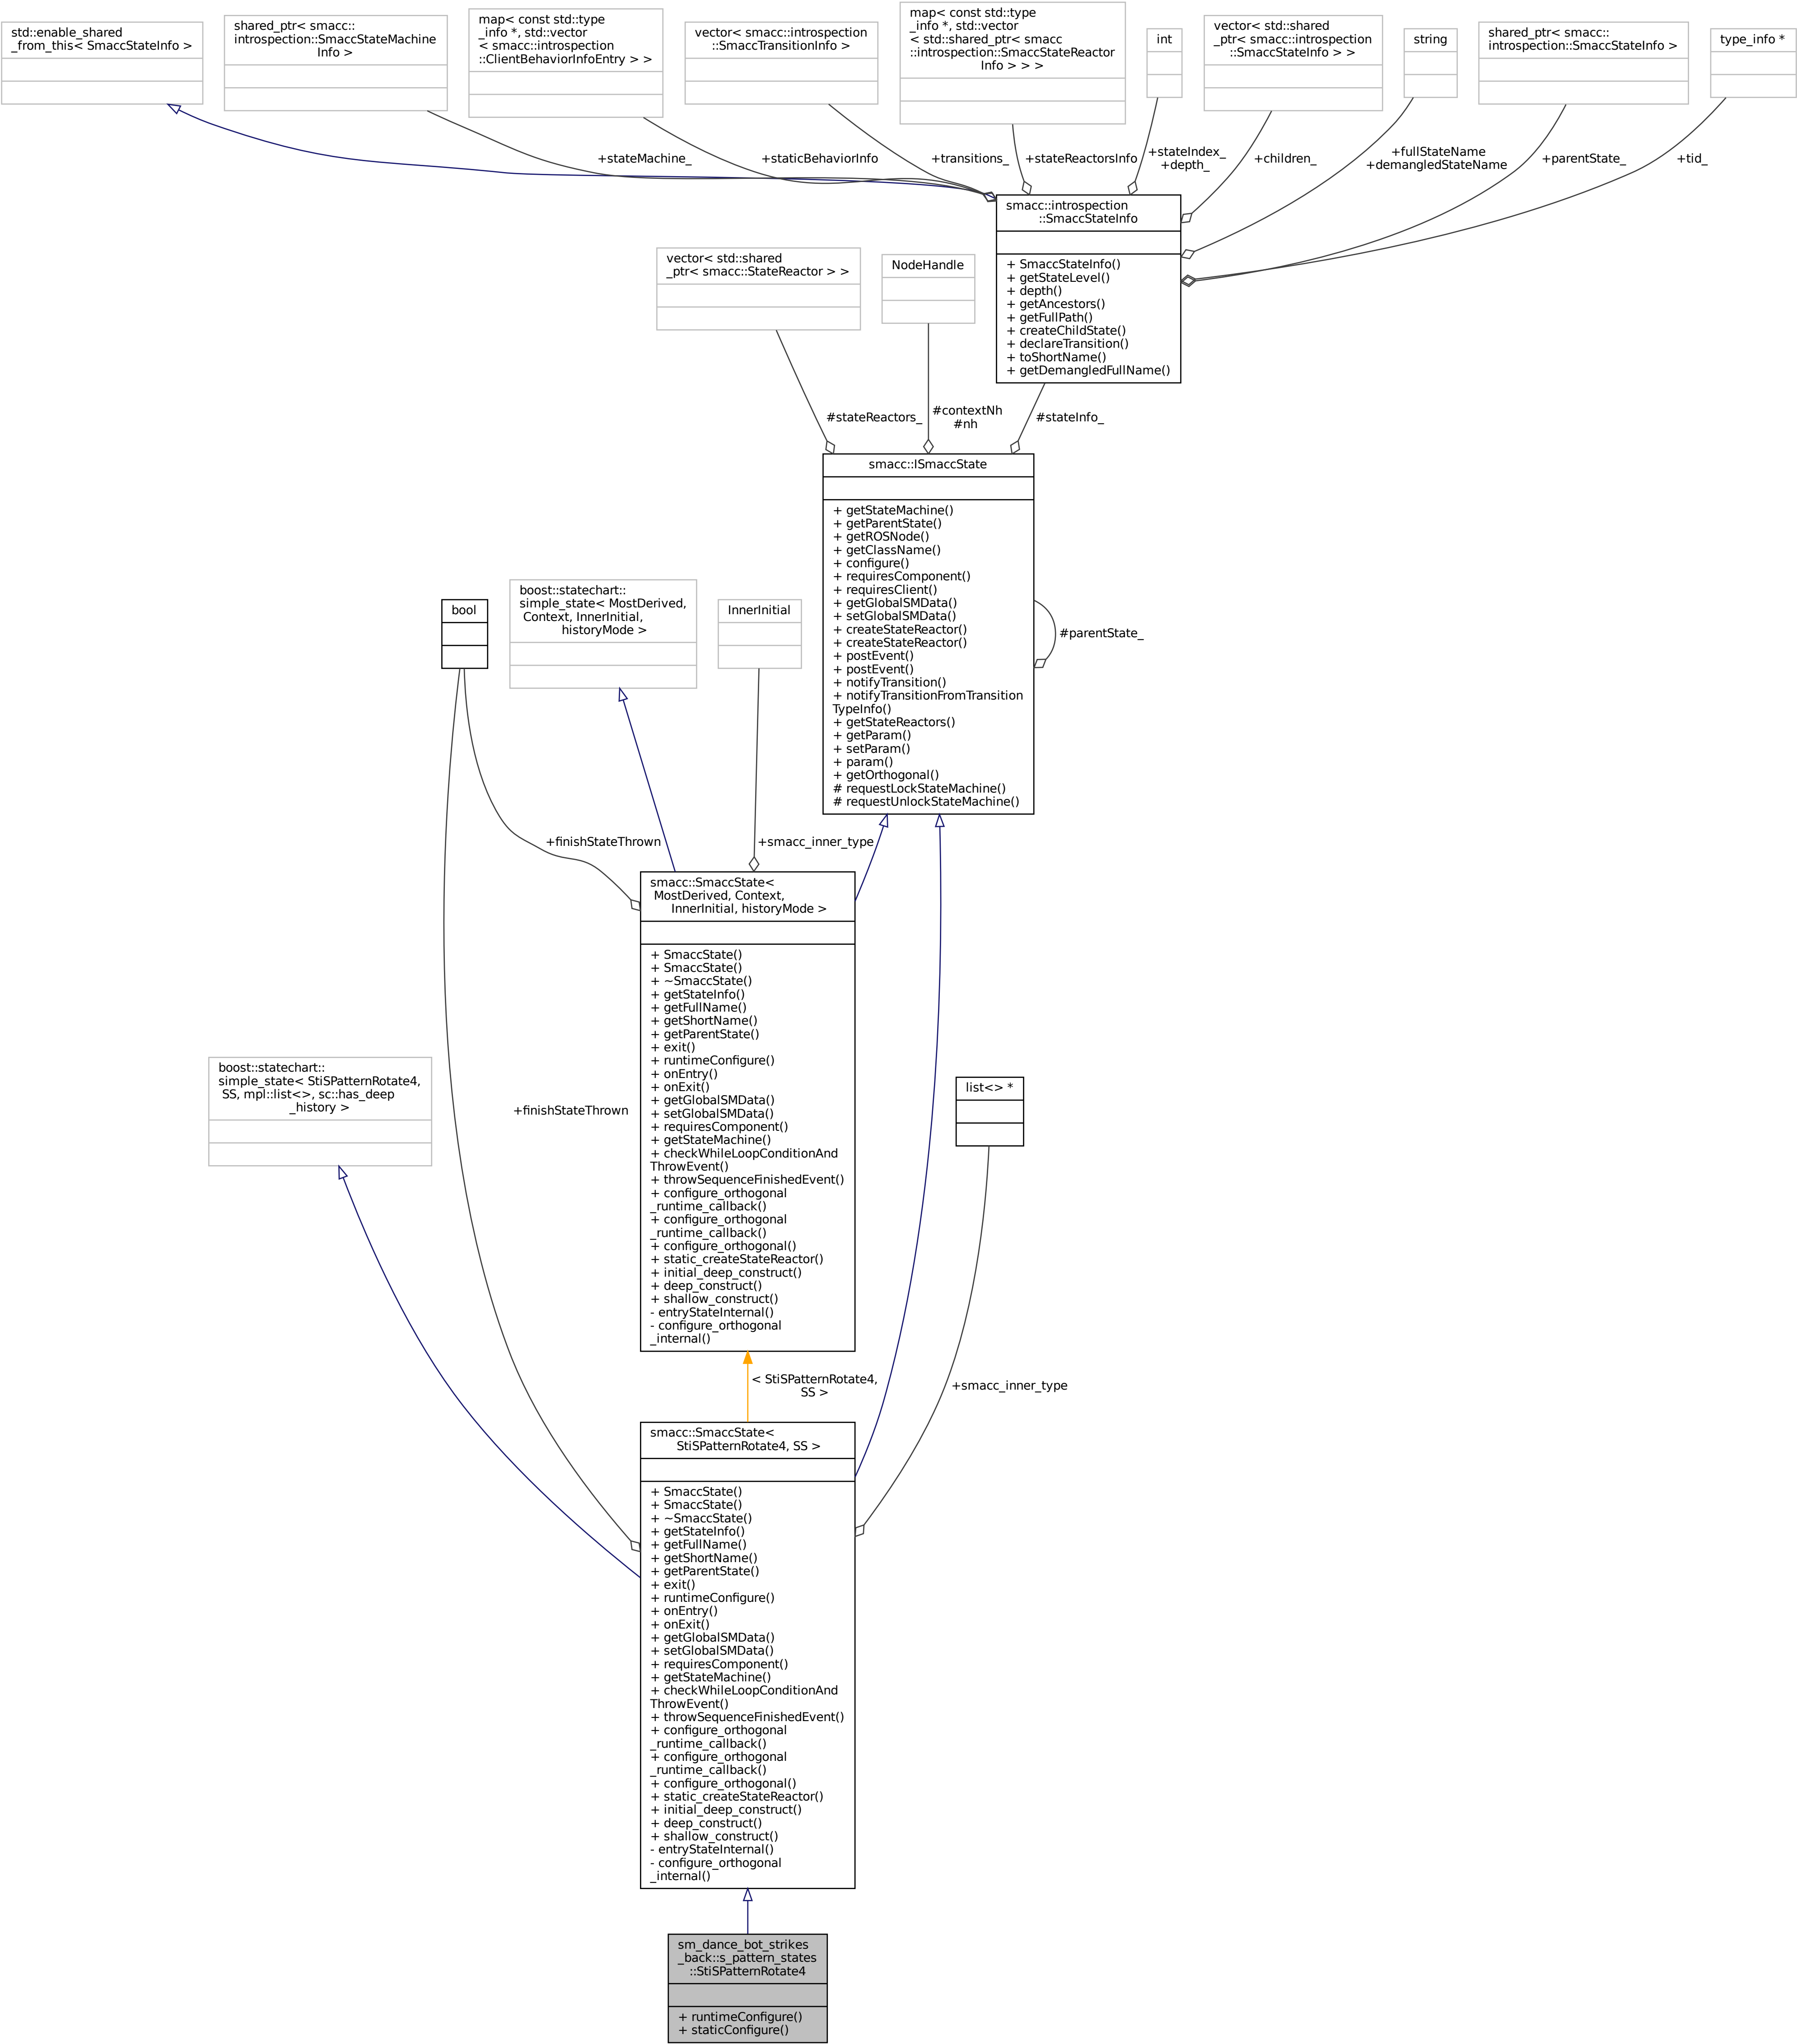 std::enable_shared
_from_this< SmaccStateInfo >
shared_ptr< smacc::
introspection::SmaccStateMachine
Info >
map< const std::type
_info *, std::vector
< smacc::introspection
::ClientBehaviorInfoEntry > >
vector< smacc::introspection
::SmaccTransitionInfo >
map< const std::type
_info *, std::vector
< std::shared_ptr< smacc
::introspection::SmaccStateReactor
Info > > >
int
vector< std::shared
_ptr< smacc::introspection
::SmaccStateInfo > >
string
shared_ptr< smacc::
introspection::SmaccStateInfo >
type_info *
+stateMachine_
+staticBehaviorInfo
+transitions_
+stateReactorsInfo
+stateIndex_
+depth_
+children_
+fullStateName
+demangledStateName
+parentState_
+tid_
smacc::introspection
::SmaccStateInfo
+ SmaccStateInfo()
+ getStateLevel()
+ depth()
+ getAncestors()
+ getFullPath()
+ createChildState()
+ declareTransition()
+ toShortName()
+ getDemangledFullName()
vector< std::shared
_ptr< smacc::StateReactor > >
NodeHandle
#stateReactors_
#contextNh
#nh
#stateInfo_
smacc::ISmaccState
+ getStateMachine()
+ getParentState()
+ getROSNode()
+ getClassName()
+ configure()
+ requiresComponent()
+ requiresClient()
+ getGlobalSMData()
+ setGlobalSMData()
+ createStateReactor()
+ createStateReactor()
+ postEvent()
+ postEvent()
+ notifyTransition()
+ notifyTransitionFromTransition
TypeInfo()
+ getStateReactors()
+ getParam()
+ setParam()
+ param()
+ getOrthogonal()
# requestLockStateMachine()
# requestUnlockStateMachine()
#parentState_
bool
boost::statechart::
simple_state< MostDerived,
Context, InnerInitial,
historyMode >
InnerInitial
+finishStateThrown
+smacc_inner_type
smacc::SmaccState<
MostDerived, Context,
InnerInitial, historyMode >
+ SmaccState()
+ SmaccState()
+ ~SmaccState()
+ getStateInfo()
+ getFullName()
+ getShortName()
+ getParentState()
+ exit()
+ runtimeConfigure()
+ onEntry()
+ onExit()
+ getGlobalSMData()
+ setGlobalSMData()
+ requiresComponent()
+ getStateMachine()
+ checkWhileLoopConditionAnd
ThrowEvent()
+ throwSequenceFinishedEvent()
+ configure_orthogonal
_runtime_callback()
+ configure_orthogonal
_runtime_callback()
+ configure_orthogonal()
+ static_createStateReactor()
+ initial_deep_construct()
+ deep_construct()
+ shallow_construct()
- entryStateInternal()
- configure_orthogonal
_internal()
boost::statechart::
simple_state< StiSPatternRotate4,
SS, mpl::list<>, sc::has_deep
_history >
+finishStateThrown
list<> *
< StiSPatternRotate4,
SS >
+smacc_inner_type
smacc::SmaccState<
StiSPatternRotate4, SS >
+ SmaccState()
+ SmaccState()
+ ~SmaccState()
+ getStateInfo()
+ getFullName()
+ getShortName()
+ getParentState()
+ exit()
+ runtimeConfigure()
+ onEntry()
+ onExit()
+ getGlobalSMData()
+ setGlobalSMData()
+ requiresComponent()
+ getStateMachine()
+ checkWhileLoopConditionAnd
ThrowEvent()
+ throwSequenceFinishedEvent()
+ configure_orthogonal
_runtime_callback()
+ configure_orthogonal
_runtime_callback()
+ configure_orthogonal()
+ static_createStateReactor()
+ initial_deep_construct()
+ deep_construct()
+ shallow_construct()
- entryStateInternal()
- configure_orthogonal
_internal()
sm_dance_bot_strikes
_back::s_pattern_states
::StiSPatternRotate4
+ runtimeConfigure()
+ staticConfigure()